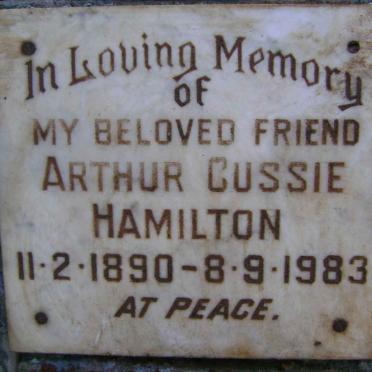 In Loving Memory
OF
MY BELOVED FRIEND
ARTHUR CUSSIE
HAMILTON
11·2·1890–8·9·1983
AT PEACE.